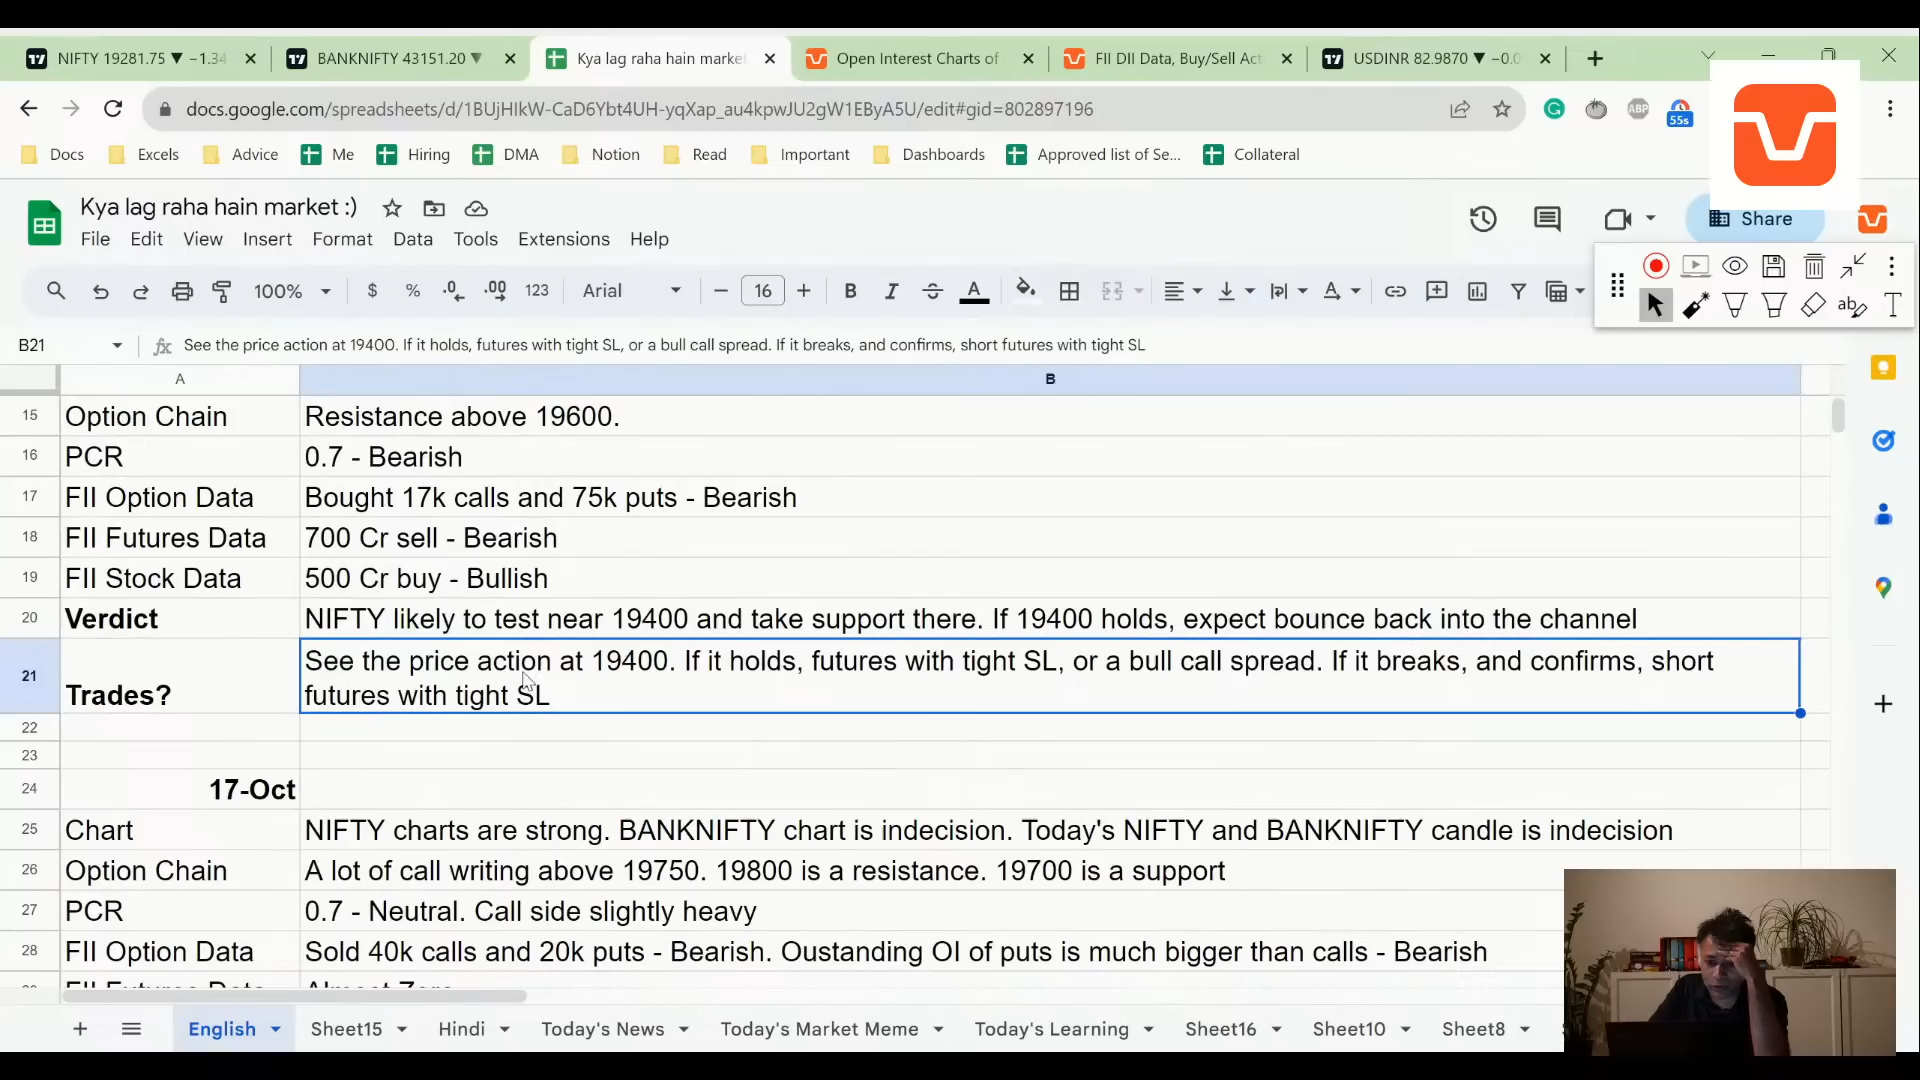 NIFTY 19281.75 ▼ −1.34
BANKNIFTY 43151.20 ▼
Kya lag raha hain market
Open Interest Charts of
FII DII Data, Buy/Sell Act
USDINR 82.9870 ▼ −0.0
docs.google.com/spreadsheets/d/1BUjHIkW-CaD6Ybt4UH-yqXap_au4kpwJU2gW1EByA5U/edit#gid=802897196
ABP
55s
Docs
Excels
Advice
Me
Hiring
DMA
Notion
Read
Important
Dashboards
Approved list of Se...
Collateral
Kya lag raha hain market :)
File Edit View Insert Format Data Tools Extensions Help
Share
100%
$ % .0 .00 123
Arial
16
B I A
T
B21
fx See the price action at 19400. If it holds, futures with tight SL, or a bull call spread. If it breaks, and confirms, short futures with tight SL
A B
15 Option Chain Resistance above 19600.
16 PCR 0.7 - Bearish
17 FII Option Data Bought 17k calls and 75k puts - Bearish
18 FII Futures Data 700 Cr sell - Bearish
19 FII Stock Data 500 Cr buy - Bullish
20 Verdict NIFTY likely to test near 19400 and take support there. If 19400 holds, expect bounce back into the channel
21 Trades? See the price action at 19400. If it holds, futures with tight SL, or a bull call spread. If it breaks, and confirms, short
futures with tight SL
22
23
24 17-Oct
25 Chart NIFTY charts are strong. BANKNIFTY chart is indecision. Today's NIFTY and BANKNIFTY candle is indecision
26 Option Chain A lot of call writing above 19750. 19800 is a resistance. 19700 is a support
27 PCR 0.7 - Neutral. Call side slightly heavy
28 FII Option Data Sold 40k calls and 20k puts - Bearish. Oustanding OI of puts is much bigger than calls - Bearish
29 FII Futures Data Almost Zero
English
Sheet15
Hindi
Today's News
Today's Market Meme
Today's Learning
Sheet16
Sheet10
Sheet8